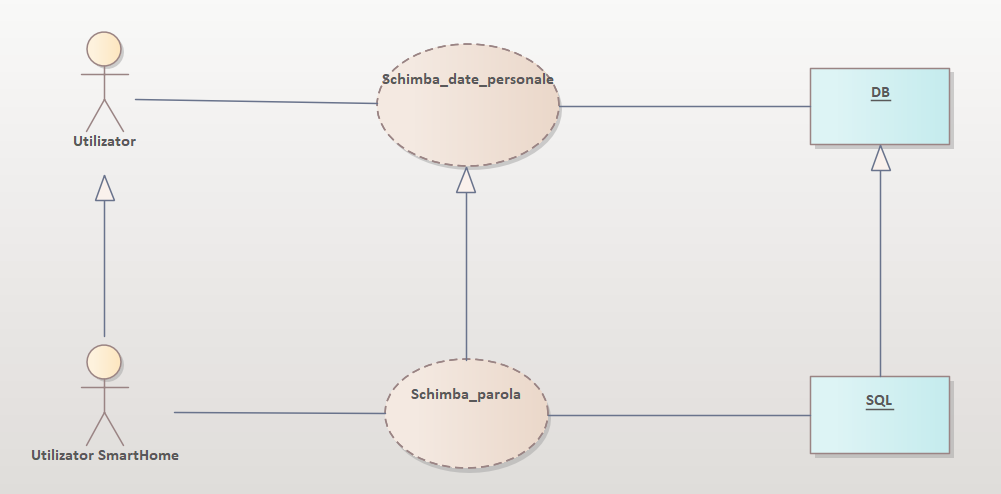 Schimba_date_personale
DB
Utilizator
Schimba_parola
SQL
Utilizator SmartHome